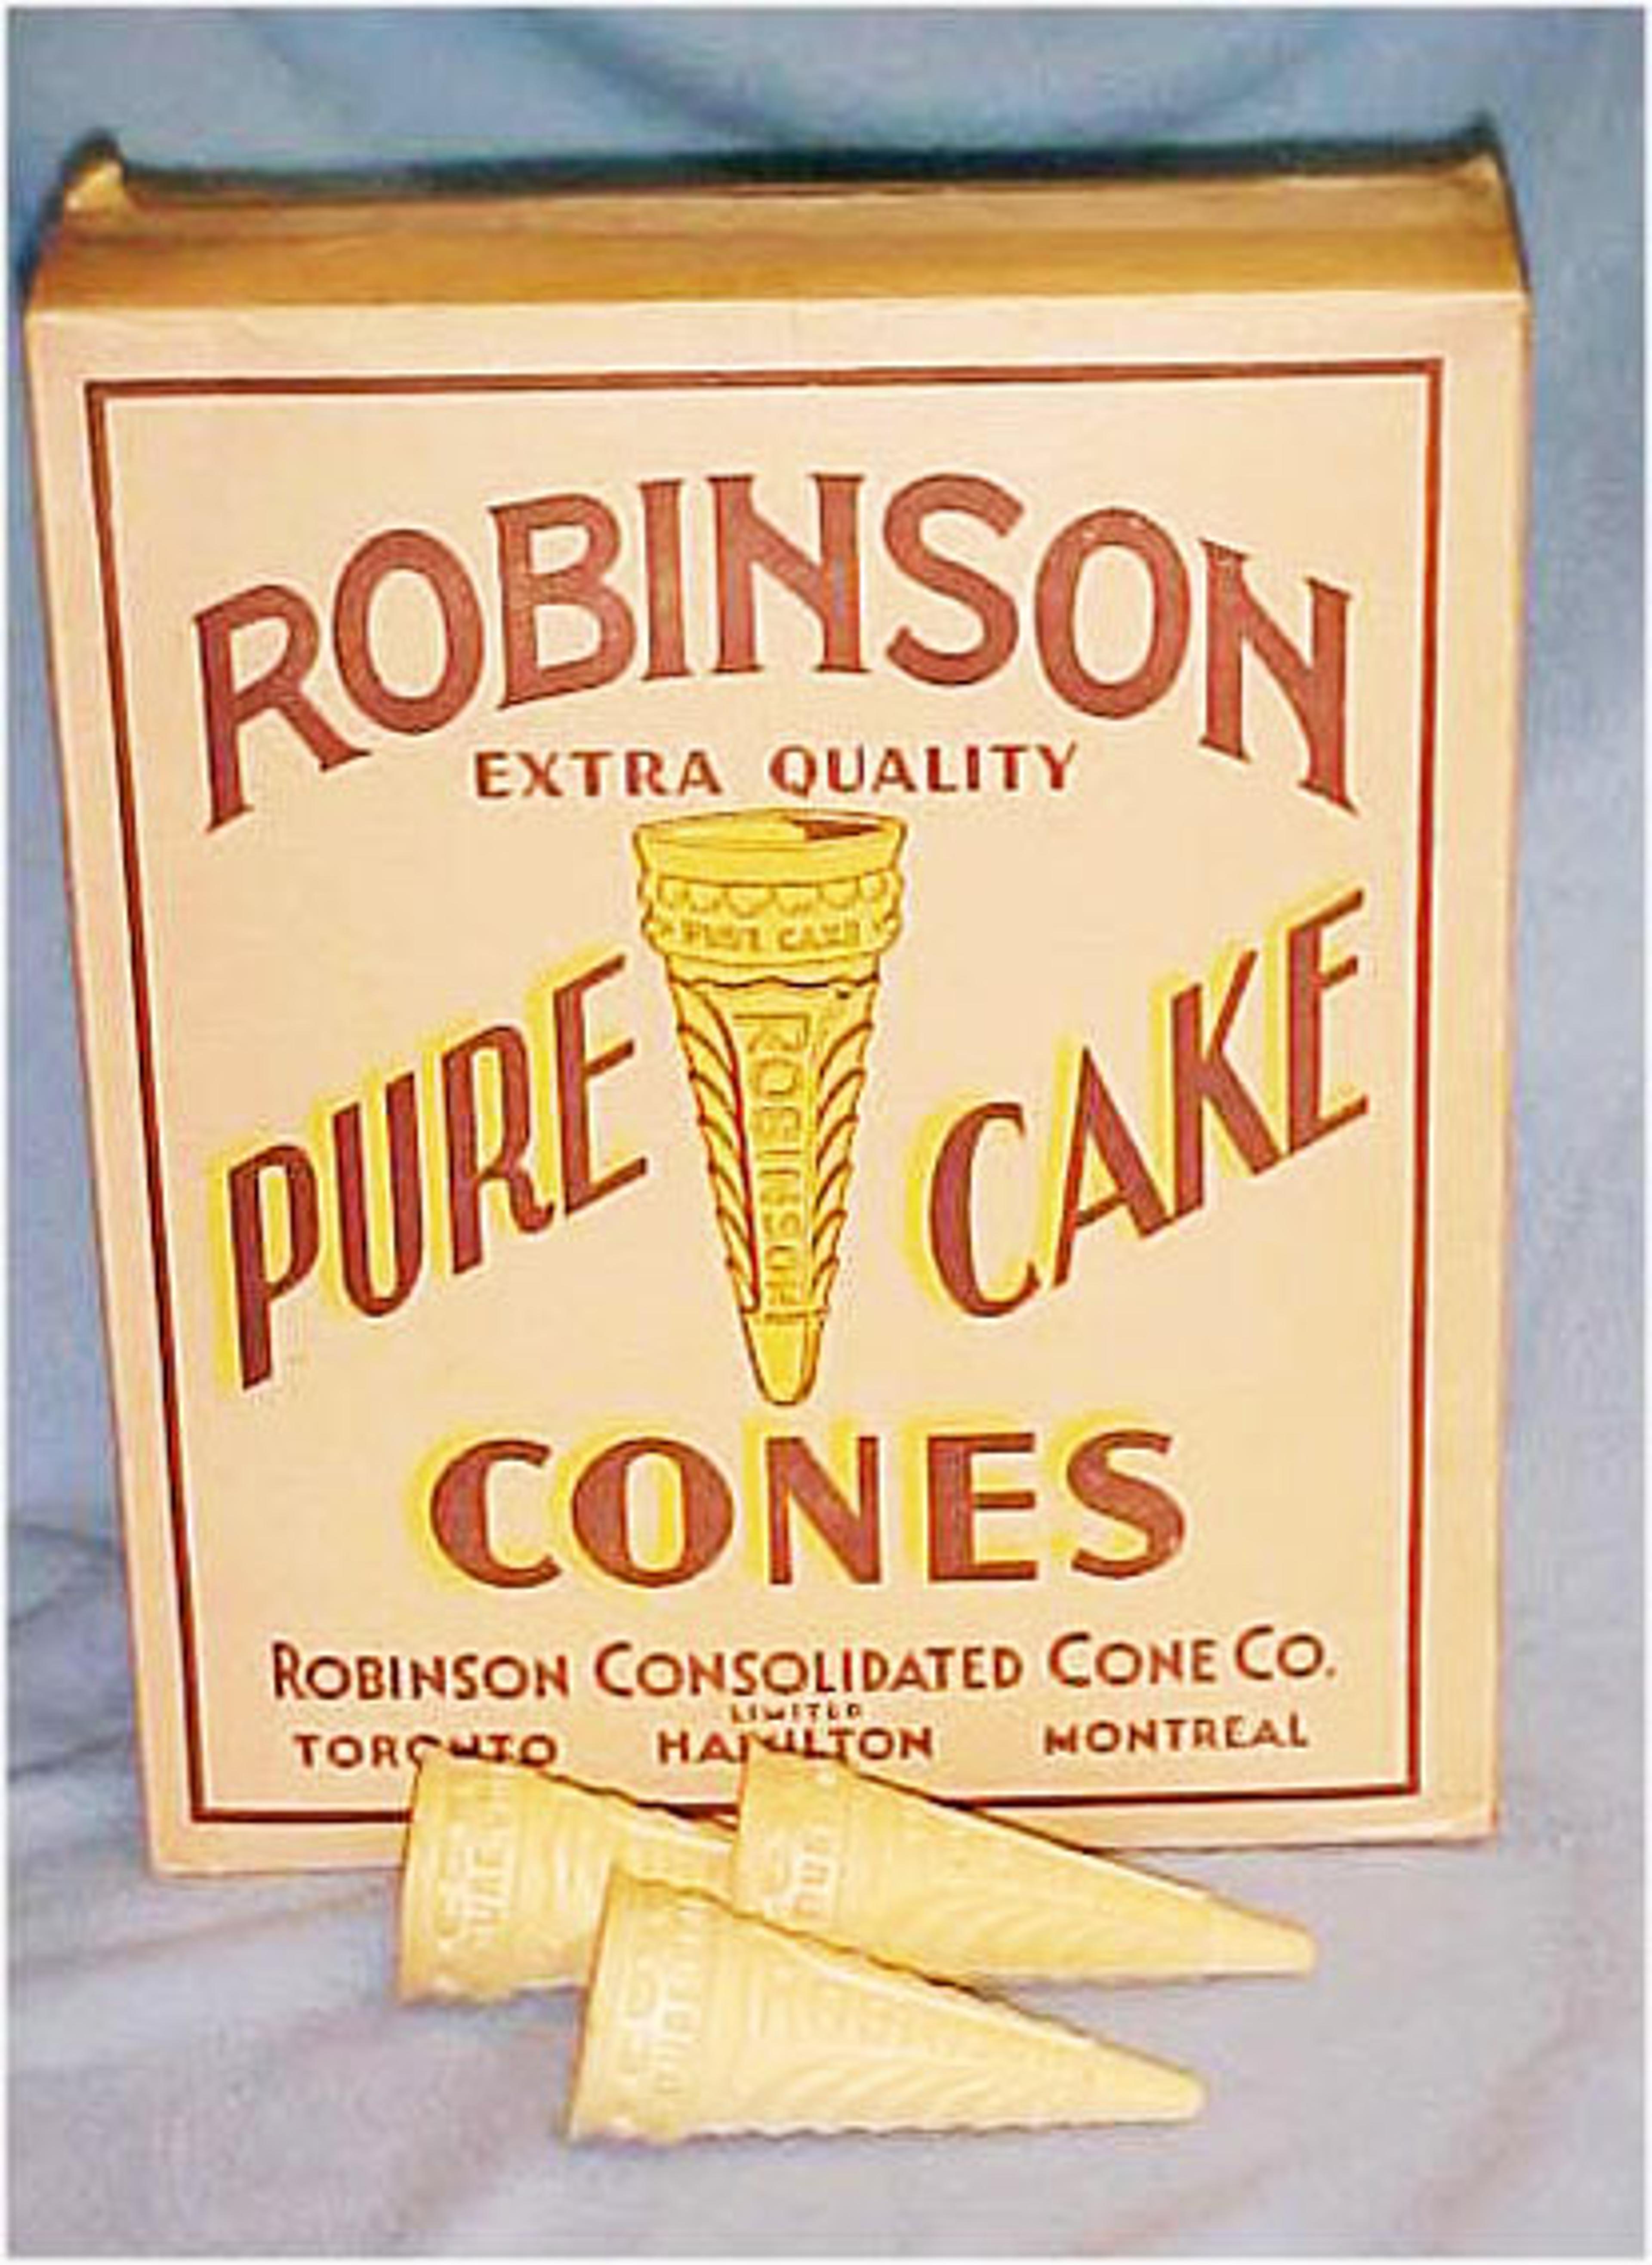 ROBINSON
EXTRA QUALITY
PURE CAKE
ROBINSON
PURE CAKE
CONES
ROBINSON CONSOLIDATED CONE CO.
LIMITED
TORONTO HAMILTON MONTREAL